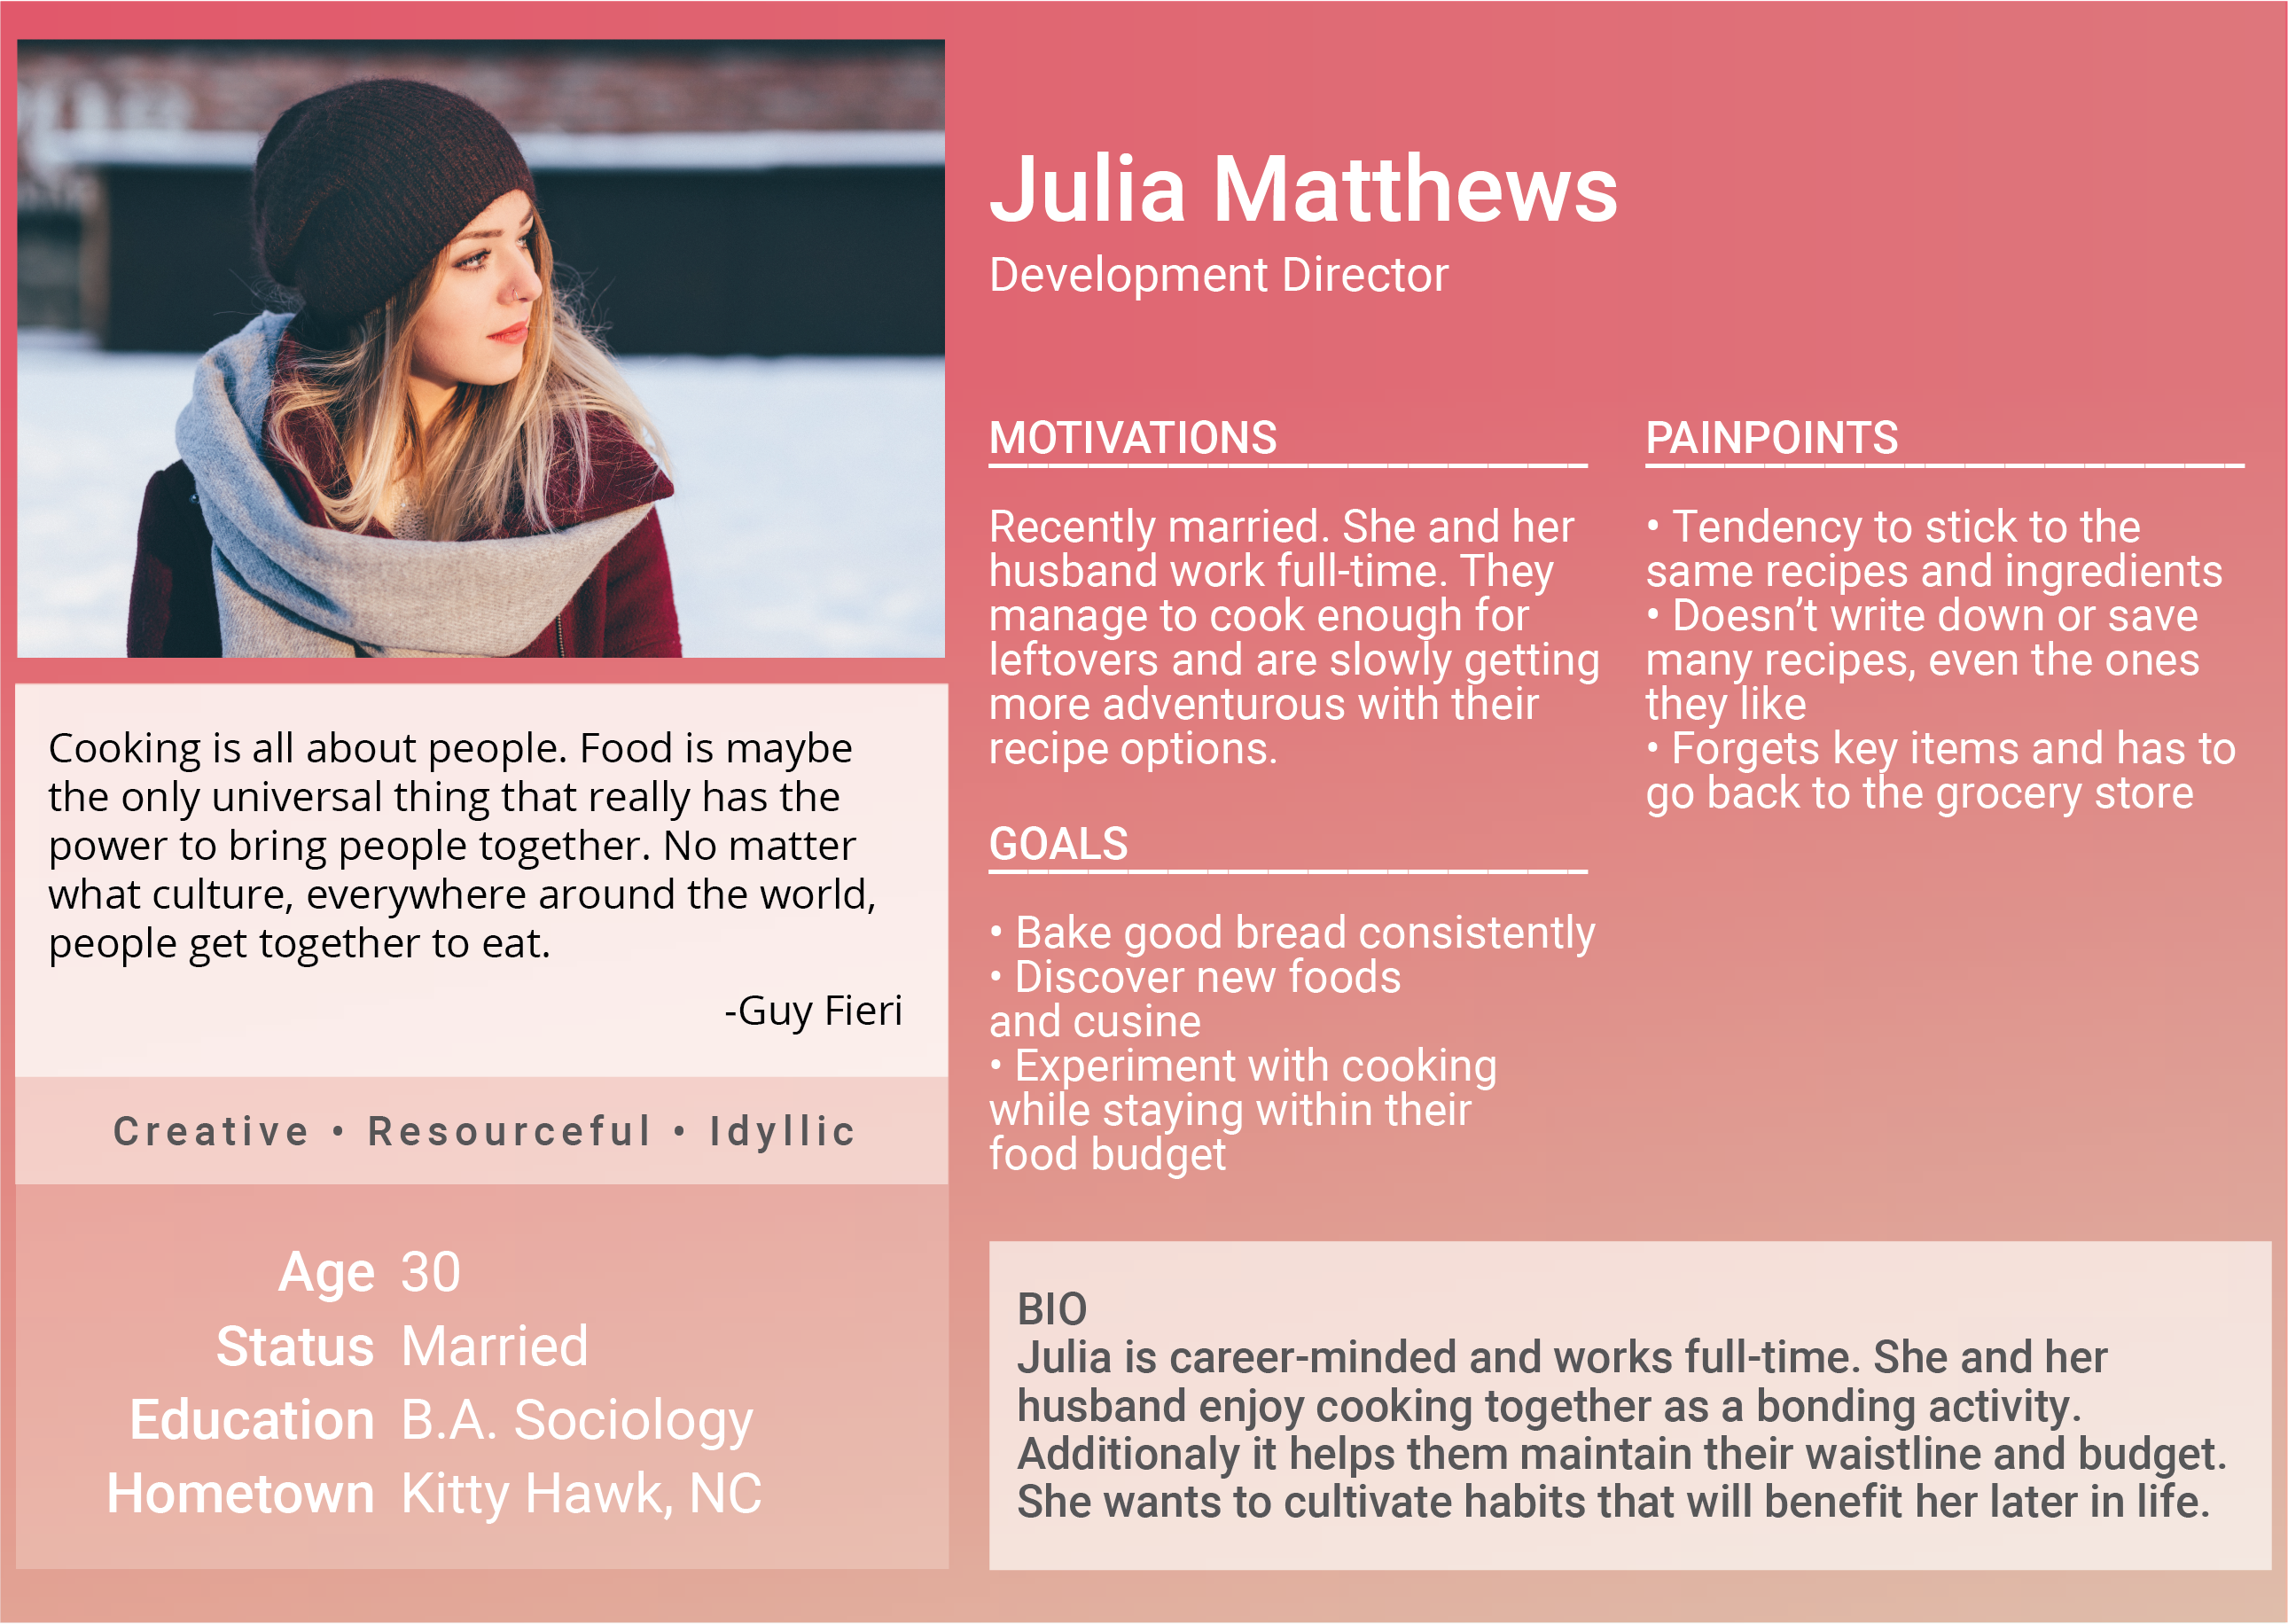 Julia Matthews
Development Director
MOTIVATIONS
Recently married. She and her
husband work full-time. They
manage to cook enough for
leftovers and are slowly getting
more adventurous with their
recipe options.
GOALS
• Bake good bread consistently
• Discover new foods
and cusine
• Experiment with cooking
while staying within their
food budget
PAINPOINTS
• Tendency to stick to the
same recipes and ingredients
• Doesn’t write down or save
many recipes, even the ones
they like
• Forgets key items and has to
go back to the grocery store
Cooking is all about people. Food is maybe
the only universal thing that really has the
power to bring people together. No matter
what culture, everywhere around the world,
people get together to eat.
-Guy Fieri
Creative • Resourceful • Idyllic
Age 30
Status Married
Education B.A. Sociology
Hometown Kitty Hawk, NC
BIO
Julia is career-minded and works full-time. She and her
husband enjoy cooking together as a bonding activity.
Additionaly it helps them maintain their waistline and budget.
She wants to cultivate habits that will benefit her later in life.